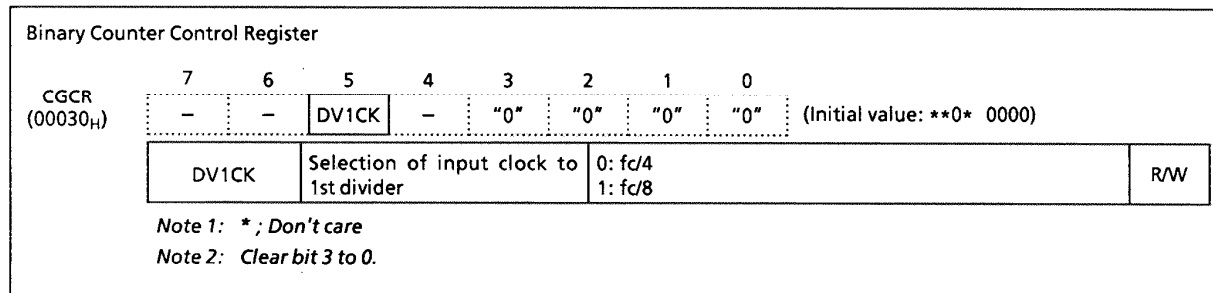 Binary Counter Control Register
7 6 5 4 3 2 1 0
CGCR
(00030H)
– – DV1CK – "0" "0" "0" "0" (Initial value: **0* 0000)
DV1CK
Selection of input clock to
1st divider
0: fc/4
1: fc/8
R/W
Note 1: * ; Don't care
Note 2: Clear bit 3 to 0.